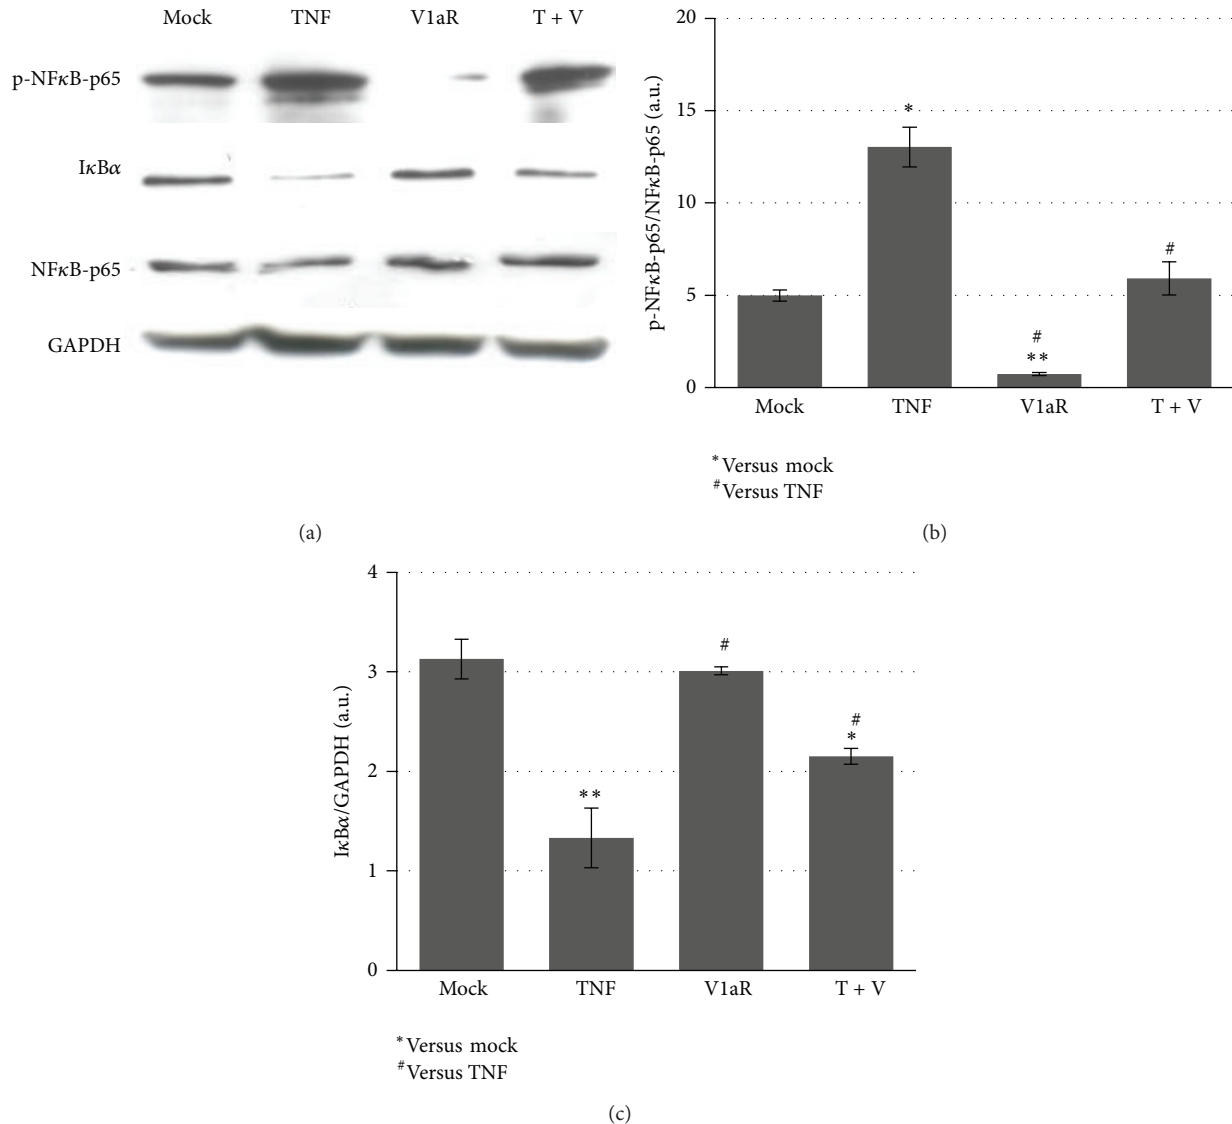 Mock TNF V1aR T + V
p-NFκB-p65
IκBα
NFκB-p65
GAPDH
(a)
p-NFκB-p65/NFκB-p65 (a.u.)
20
15
10
5
0
*
#
**
#
Mock TNF V1aR T + V
*Versus mock
#Versus TNF
(b)
IκBα/GAPDH (a.u.)
4
3
2
1
0
**
#
#
*
Mock TNF V1aR T + V
*Versus mock
#Versus TNF
(c)